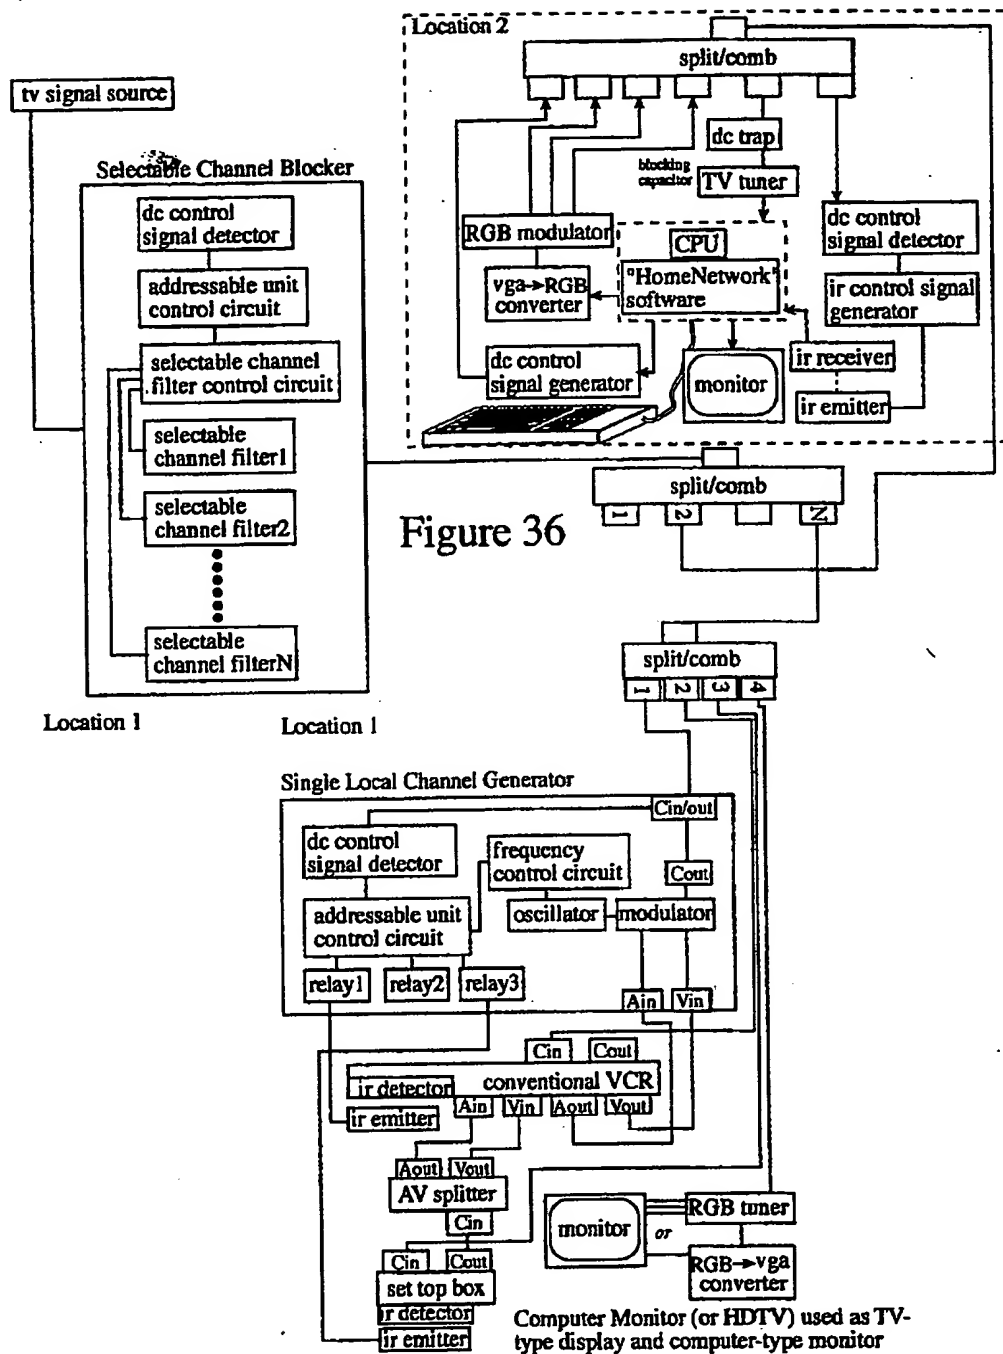 Location 2
split/comb
tv signal source
dc trap
blocking
capacitor
TV tuner
Selectable Channel Blocker
dc control
signal detector
addressable unit
control circuit
selectable channel
filter control circuit
selectable
channel filter1
selectable
channel filter2
selectable
channel filterN
Location 1
Location 1
RGB modulator
CPU
"HomeNetwork"
software
vga→RGB
converter
dc control
signal detector
ir control signal
generator
dc control
signal generator
monitor
ir receiver
ir emitter
split/comb
1
2
N
Figure 36
split/comb
1
2
3
4
Single Local Channel Generator
Cin/out
dc control
signal detector
frequency
control circuit
Cout
addressable unit
control circuit
oscillator
modulator
relay1
relay2
relay3
Ain
Vin
Cin
Cout
conventional VCR
ir detector
ir emitter
Ain
Vin
Aout
Vout
Aout
Vout
AV splitter
Cin
Cin
Cout
set top box
ir detector
ir emitter
monitor
or
RGB tuner
RGB→vga
converter
Computer Monitor (or HDTV) used as TV-
type display and computer-type monitor